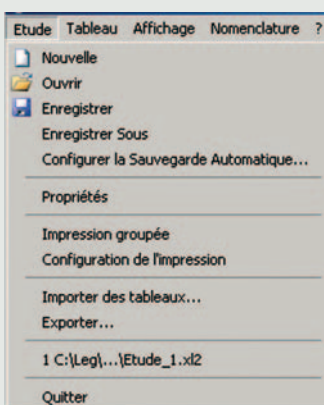 Etude Tableau Affichage Nomenclature ?
Nouvelle
Ouvrir
Enregistrer
Enregistrer Sous
Configurer la Sauvegarde Automatique...
Propriétés
Impression groupée
Configuration de l'impression
Importer des tableaux...
Exporter...
1 C:\Leg\...\Etude_1.xl2
Quitter